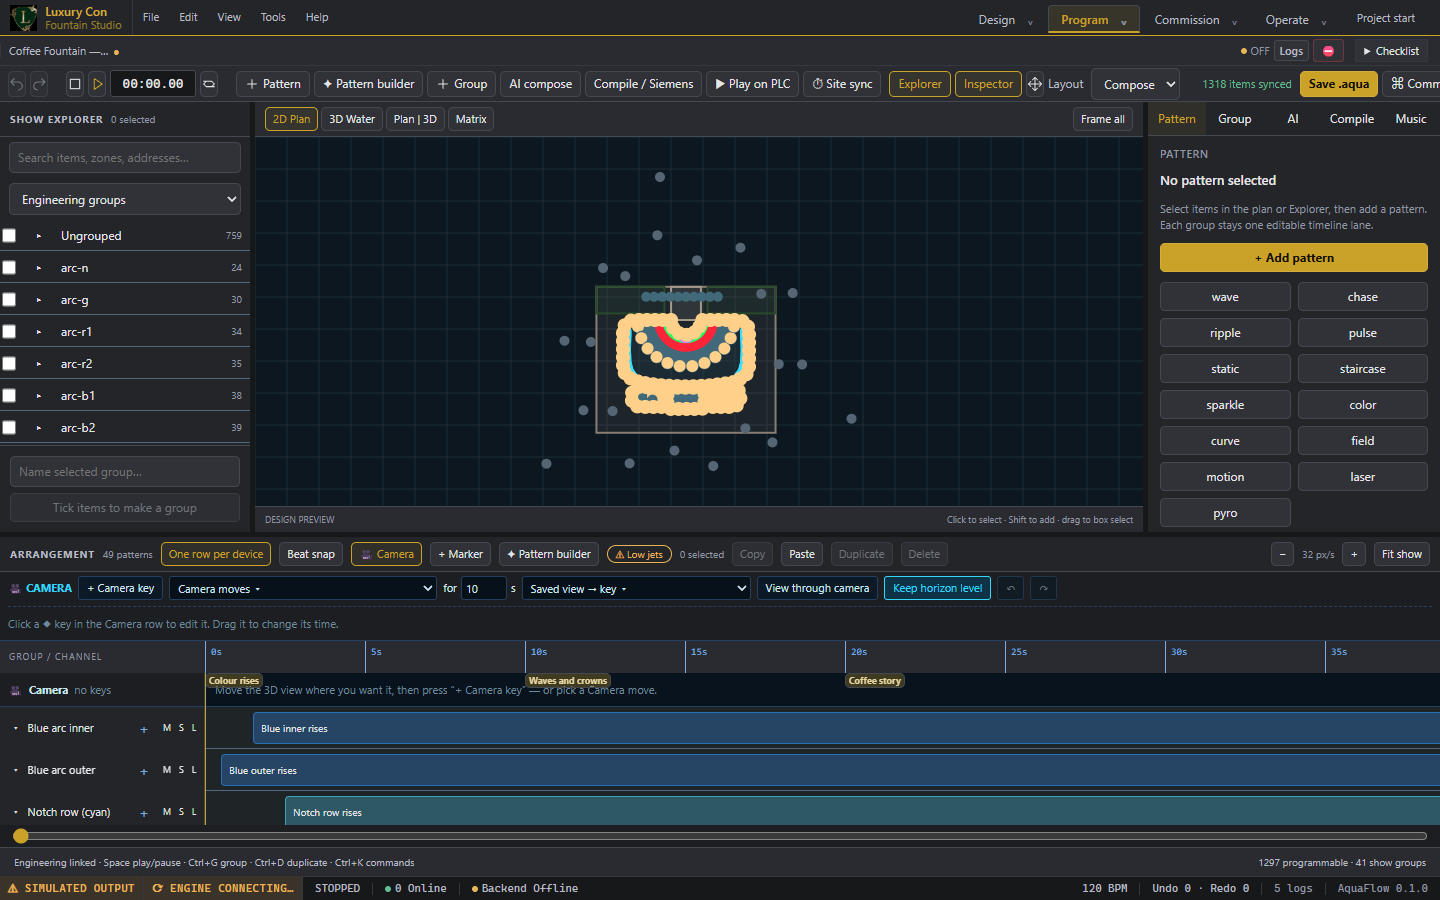 Luxury Con
Fountain Studio
File Edit View Tools Help
Design Program Commission Operate Project start
Coffee Fountain —... ● OFF Logs Checklist
00:00.00 + Pattern ✦ Pattern builder + Group AI compose Compile / Siemens ▶ Play on PLC ⏱ Site sync Explorer Inspector Layout Compose 1318 items synced Save .aqua ⌘ Comm
SHOW EXPLORER 0 selected
2D Plan 3D Water Plan | 3D Matrix Frame all
Pattern Group AI Compile Music
Search items, zones, addresses...
Engineering groups
Ungrouped 759
arc-n 24
arc-g 30
arc-r1 34
arc-r2 35
arc-b1 38
arc-b2 39
Name selected group...
Tick items to make a group
DESIGN PREVIEW Click to select · Shift to add · drag to box select
PATTERN
No pattern selected
Select items in the plan or Explorer, then add a pattern.
Each group stays one editable timeline lane.
+ Add pattern
wave chase
ripple pulse
static staircase
sparkle color
curve field
motion laser
pyro
ARRANGEMENT 49 patterns One row per device Beat snap Camera + Marker ✦ Pattern builder ⚠ Low jets 0 selected Copy Paste Duplicate Delete − 32 px/s + Fit show
CAMERA + Camera key Camera moves for 10 s Saved view → key View through camera Keep horizon level
Click a ◆ key in the Camera row to edit it. Drag it to change its time.
GROUP / CHANNEL 0s 5s 10s 15s 20s 25s 30s 35s
Colour rises Waves and crowns Coffee story
Camera no keys Move the 3D view where you want it, then press "+ Camera key" — or pick a Camera move.
Blue arc inner + M S L Blue inner rises
Blue arc outer + M S L Blue outer rises
Notch row (cyan) + M S L Notch row rises
Engineering linked · Space play/pause · Ctrl+G group · Ctrl+D duplicate · Ctrl+K commands 1297 programmable · 41 show groups
⚠ SIMULATED OUTPUT ⟳ ENGINE CONNECTING… STOPPED ● 0 Online ● Backend Offline 120 BPM Undo 0 · Redo 0 5 logs AquaFlow 0.1.0